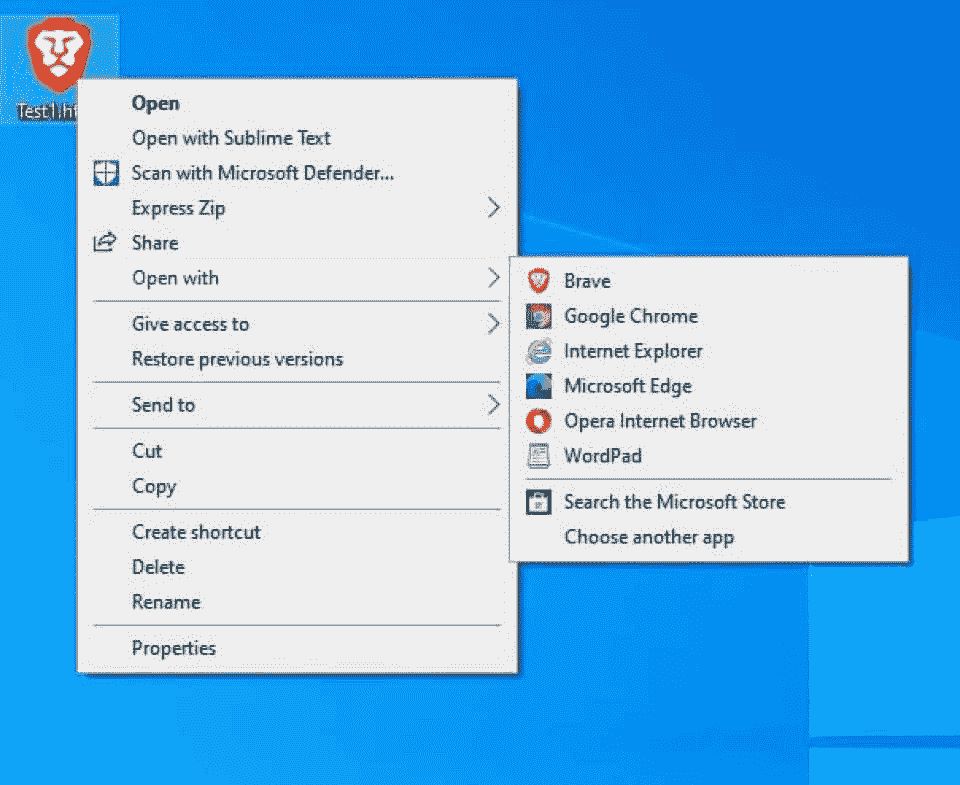 Test1.ht
Open
Open with Sublime Text
Scan with Microsoft Defender...
Express Zip
Share
Open with
Give access to
Restore previous versions
Send to
Cut
Copy
Create shortcut
Delete
Rename
Properties
Brave
Google Chrome
Internet Explorer
Microsoft Edge
Opera Internet Browser
WordPad
Search the Microsoft Store
Choose another app